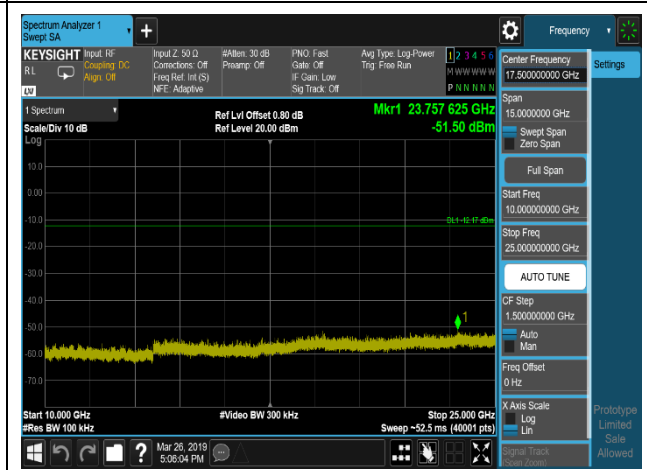 Spectrum Analyzer 1
Swept SA
+
Frequency
KEYSIGHT
RL
Input: RF
Coupling: DC
Align: Off
Input Z: 50 Ω
Corrections: Off
Freq Ref: Int (S)
NFE: Adaptive
#Atten: 30 dB
Preamp: Off
PNO: Fast
Gate: Off
IF Gain: Low
Sig Track: Off
Avg Type: Log-Power
Trig: Free Run
1 2 3 4 5 6
M W W W W W
P N N N N N
LW
1 Spectrum
Scale/Div 10 dB
Ref Lvl Offset 0.80 dB
Ref Level 20.00 dBm
Mkr1 23.757 625 GHz
-51.50 dBm
Log
10.0
0.00
-10.0
DL1 -12.17 dBm
-20.0
-30.0
-40.0
-50.0
1
-60.0
-70.0
Start 10.000 GHz
#Video BW 300 kHz
Stop 25.000 GHz
#Res BW 100 kHz
Sweep ~52.5 ms (40001 pts)
Mar 26, 2019
5:06:04 PM
Center Frequency
17.500000000 GHz
Settings
Span
15.0000000 GHz
Swept Span
Zero Span
Full Span
Start Freq
10.000000000 GHz
Stop Freq
25.000000000 GHz
AUTO TUNE
CF Step
1.500000000 GHz
Auto
Man
Freq Offset
0 Hz
X Axis Scale
Log
Lin
Signal Track
(Span Zoom)
Prototype
Limited
Sale
Allowed